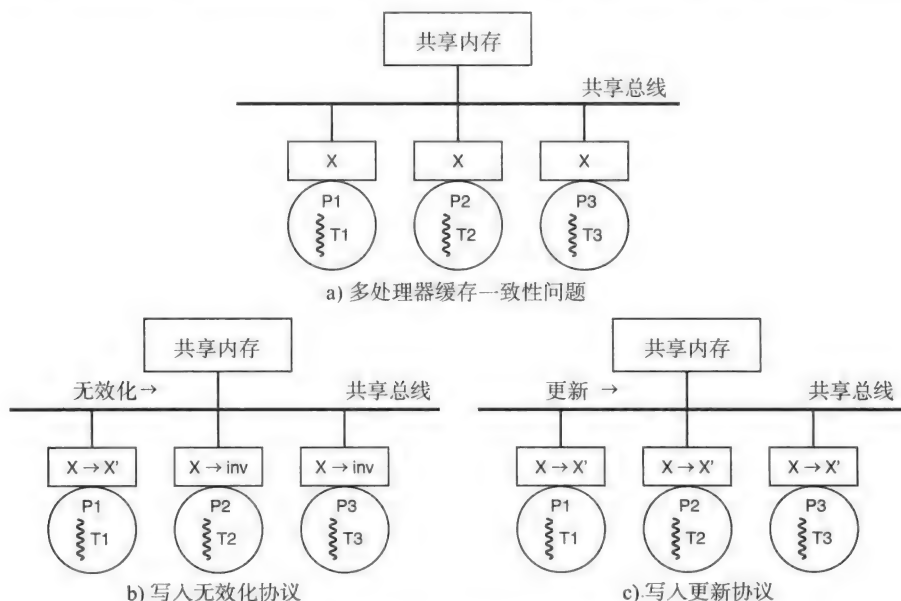 共享内存
共享总线
X X X
P1 P2 P3
T1 T2 T3
a) 多处理器缓存一致性问题
共享内存
无效化→ 共享总线
X → X' X → inv X → inv
P1 P2 P3
T1 T2 T3
b) 写入无效化协议
共享内存
更新 → 共享总线
X → X' X → X' X → X'
P1 P2 P3
T1 T2 T3
c).写入更新协议